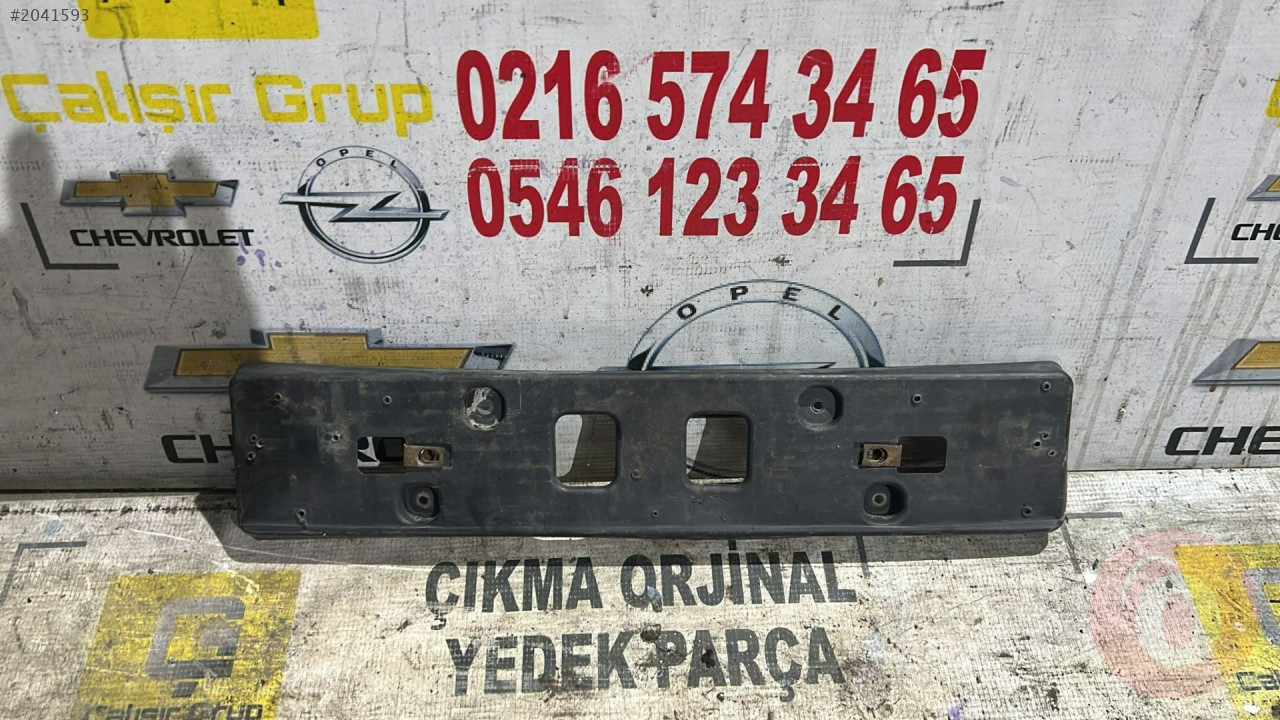 #2041593
Çalışır Grup
0216 574 34 65
0546 123 34 65
OPEL
CHEVROLET
OPEL
ÇIKMA ORJİNAL
YEDEK PARÇA
Ç
Çalışır Grup